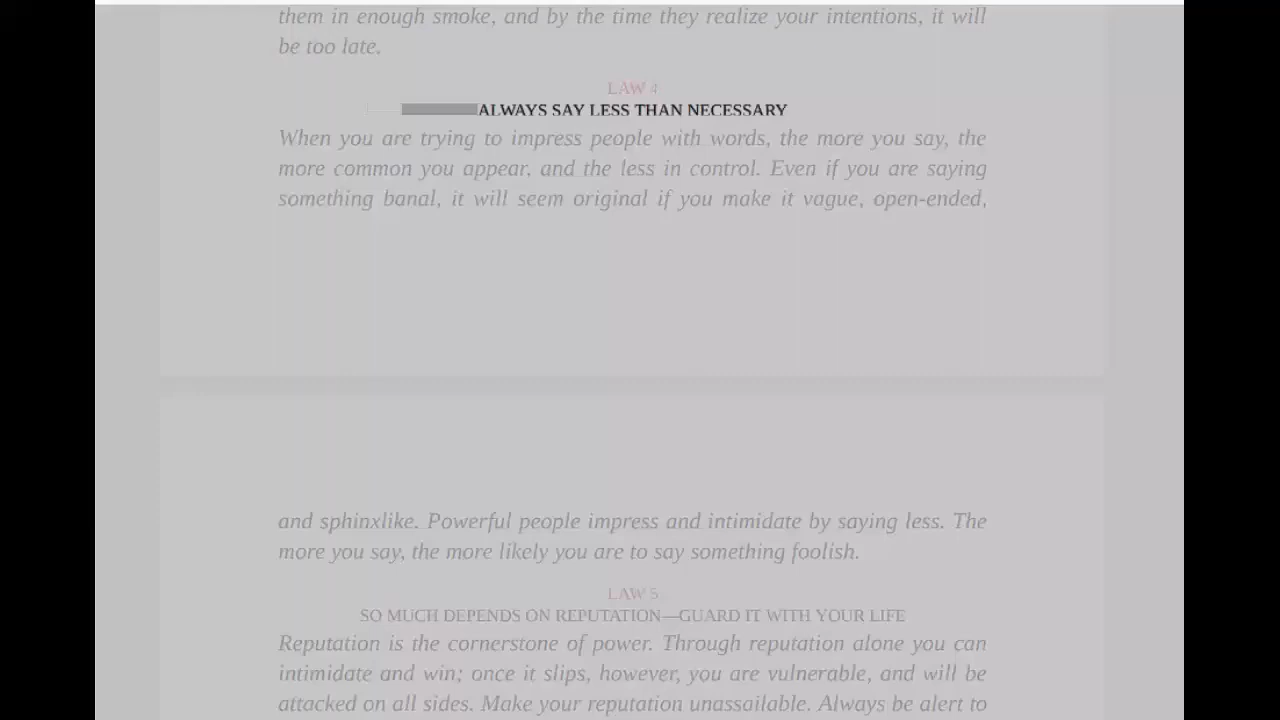 them in enough smoke, and by the time they realize your intentions, it will
be too late.
LAW 4
ALWAYS SAY LESS THAN NECESSARY
When you are trying to impress people with words, the more you say, the
more common you appear, and the less in control. Even if you are saying
something banal, it will seem original if you make it vague, open-ended,
and sphinxlike. Powerful people impress and intimidate by saying less. The
more you say, the more likely you are to say something foolish.
LAW 5
SO MUCH DEPENDS ON REPUTATION—GUARD IT WITH YOUR LIFE
Reputation is the cornerstone of power. Through reputation alone you can
intimidate and win; once it slips, however, you are vulnerable, and will be
attacked on all sides. Make your reputation unassailable. Always be alert to